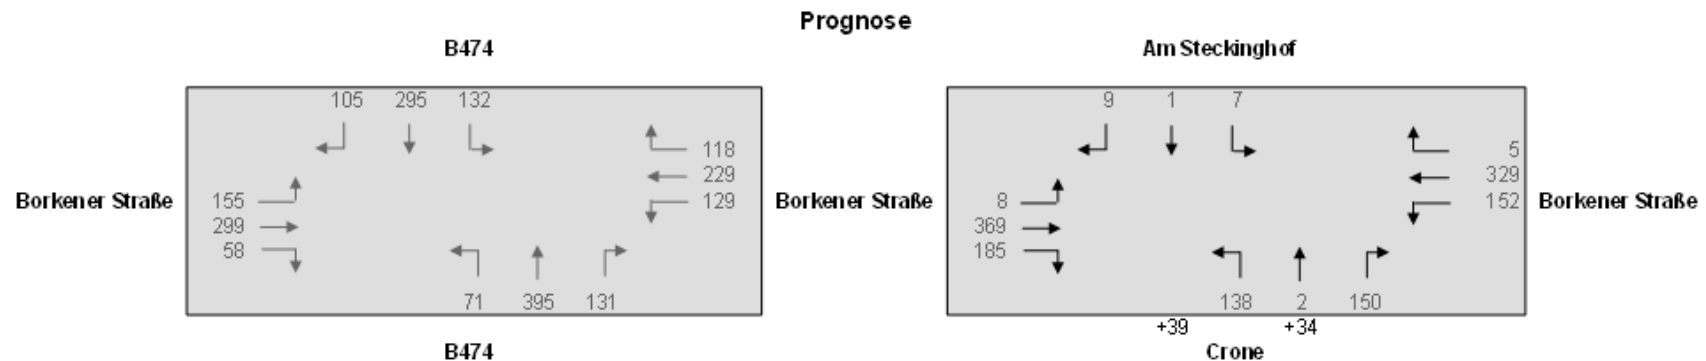 Prognose
B474 Am Steckinghof
105 295 132 9 1 7
118 5
229 329
Borkener Straße 155 129 Borkener Straße 8 152 Borkener Straße
299 369
58 185
71 395 131 138 2 150
+39 +34
B474 Crone